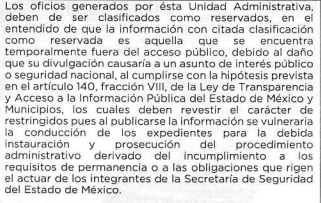 Los oficios generados por ésta Unidad Administrativa,
deben de ser clasificados como reservados, en el
entendido de que la información con citada clasificación
como reservada es aquella que se encuentra
temporalmente fuera del acceso público, debido al daño
que su divulgación causaría a un asunto de interés público
o seguridad nacional, al cumplirse con la hipótesis prevista
en el artículo 140, fracción VIII, de la Ley de Transparencia
y Acceso a la Información Pública del Estado de México y
Municipios, los cuales deben revestir el carácter de
restringidos pues al publicarse la información se vulneraria
la conducción de los expedientes para la debida
instauración y prosecución del procedimiento
administrativo derivado del incumplimiento a los
requisitos de permanencia o a las obligaciones que rigen
el actuar de los integrantes de la Secretaría de Seguridad
del Estado de México.